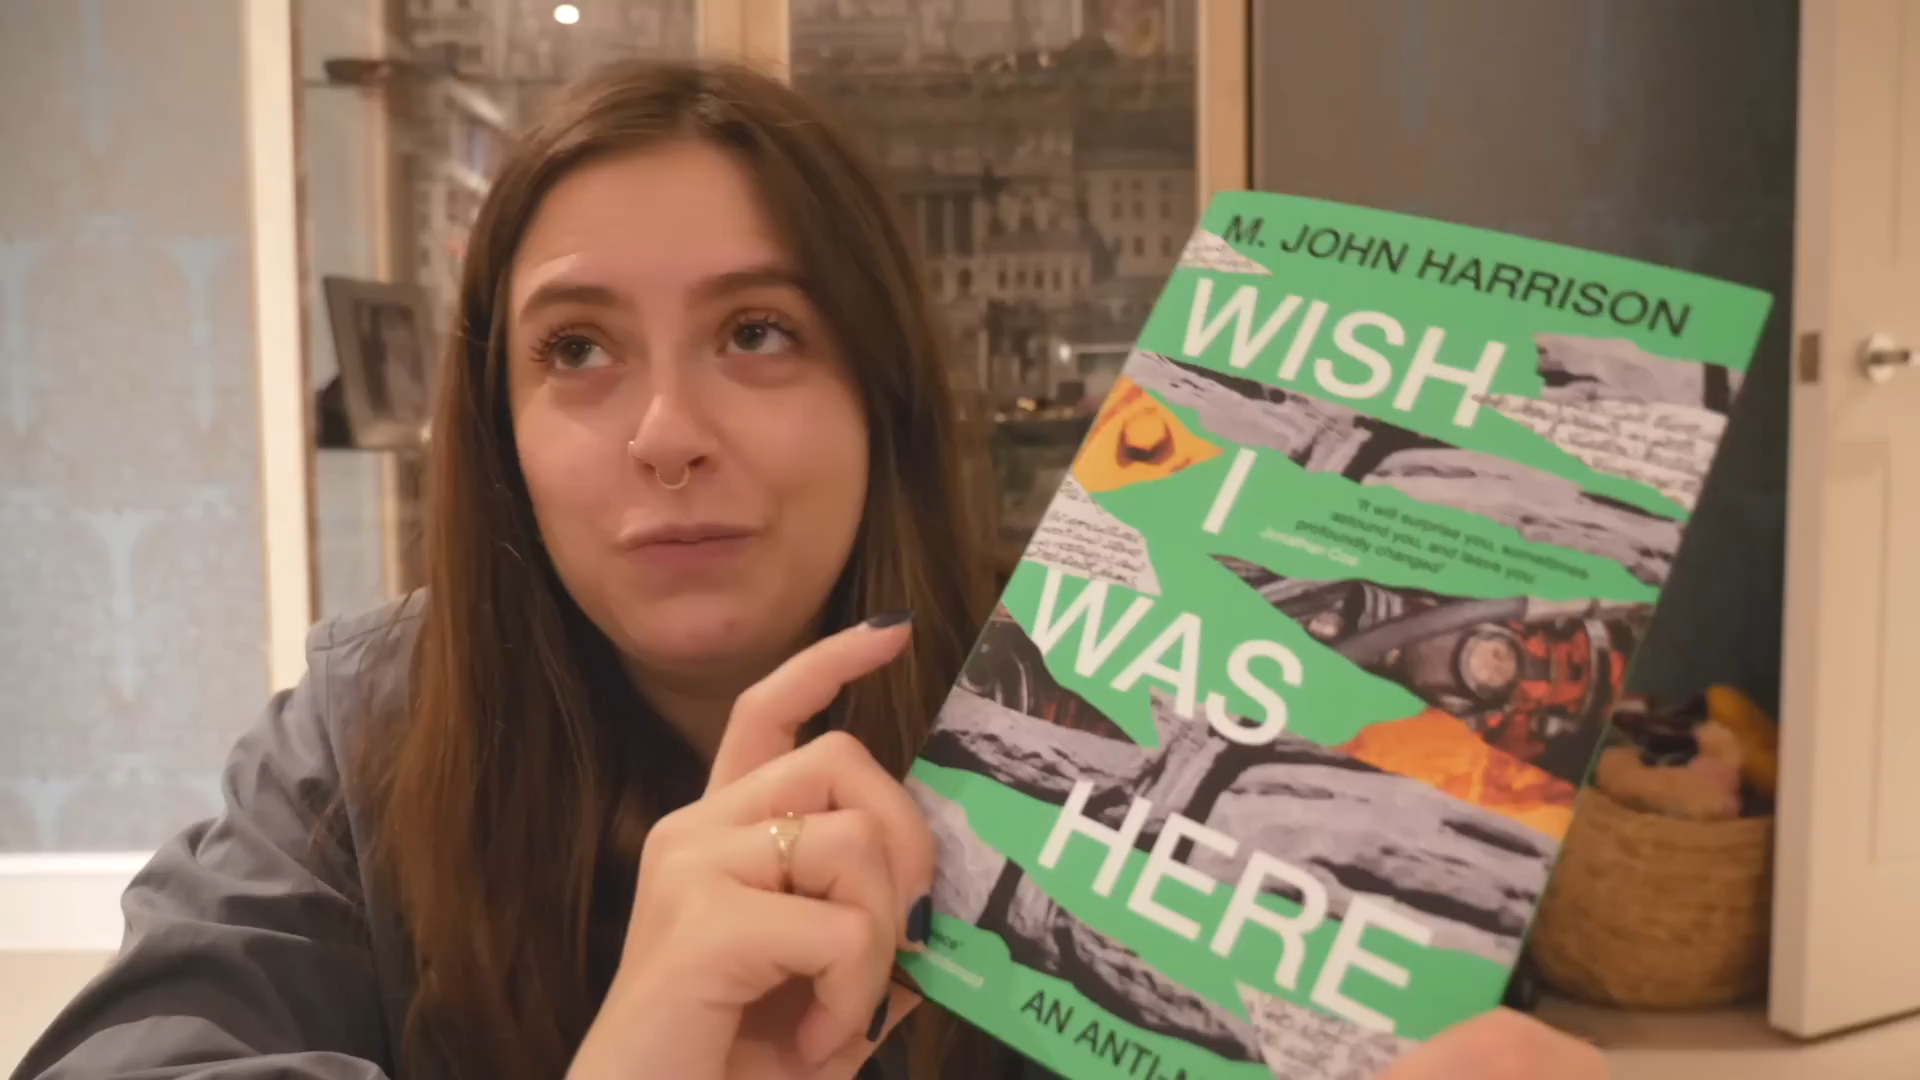 M. JOHN HARRISON
WISH
I
'It will surprise you, sometimes
astound you, and leave you
profoundly changed'
Jonathan Coe
WAS
HERE
AN ANTI-